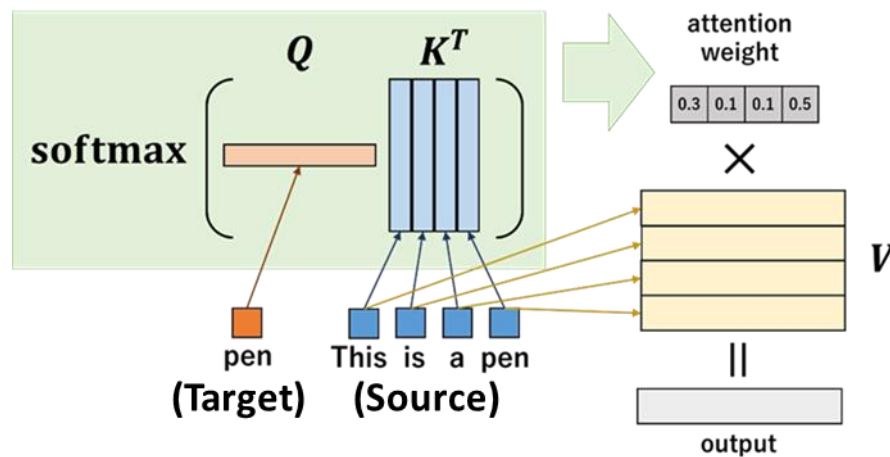 attention
weight
Q
K^T
0.3 0.1 0.1 0.5
softmax
×
V
pen
This is a pen
(Target)
(Source)
=
output